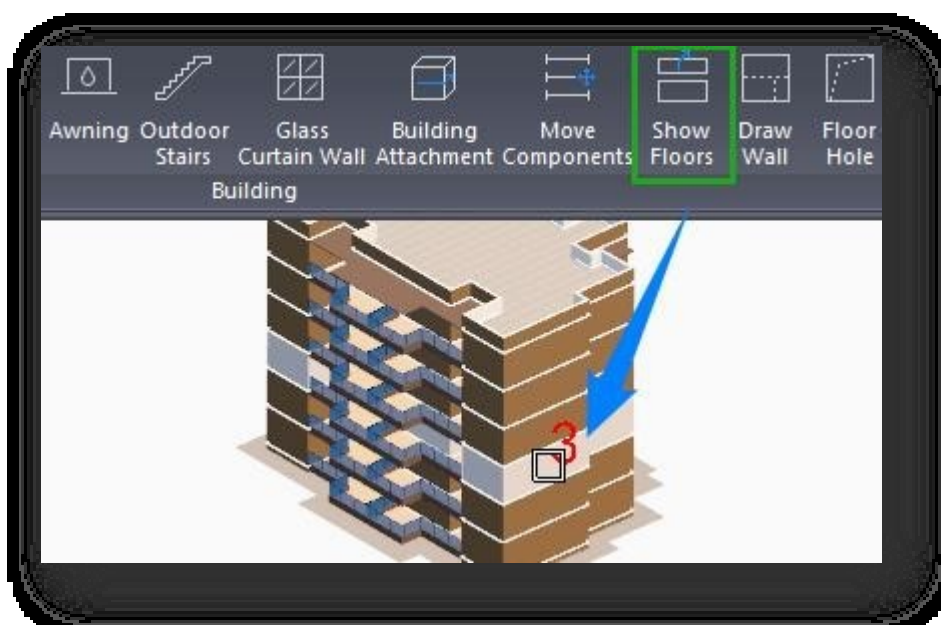 Awning Outdoor Stairs Glass Curtain Wall Building Attachment Move Components Show Floors Draw Wall Floor Hole
Building
3